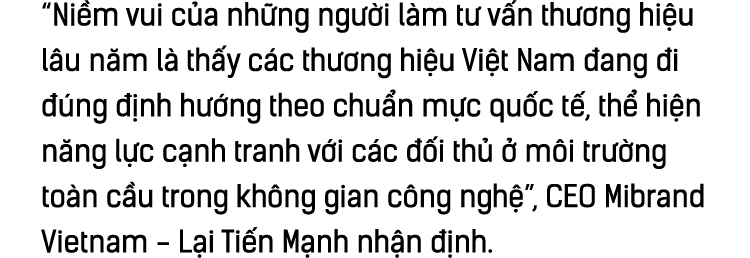 “Niềm vui của những người làm tư vấn thương hiệu
lâu năm là thấy các thương hiệu Việt Nam đang đi
đúng định hướng theo chuẩn mực quốc tế, thể hiện
năng lực cạnh tranh với các đối thủ ở môi trường
toàn cầu trong không gian công nghệ”, CEO Mibrand
Vietnam – Lại Tiến Mạnh nhận định.